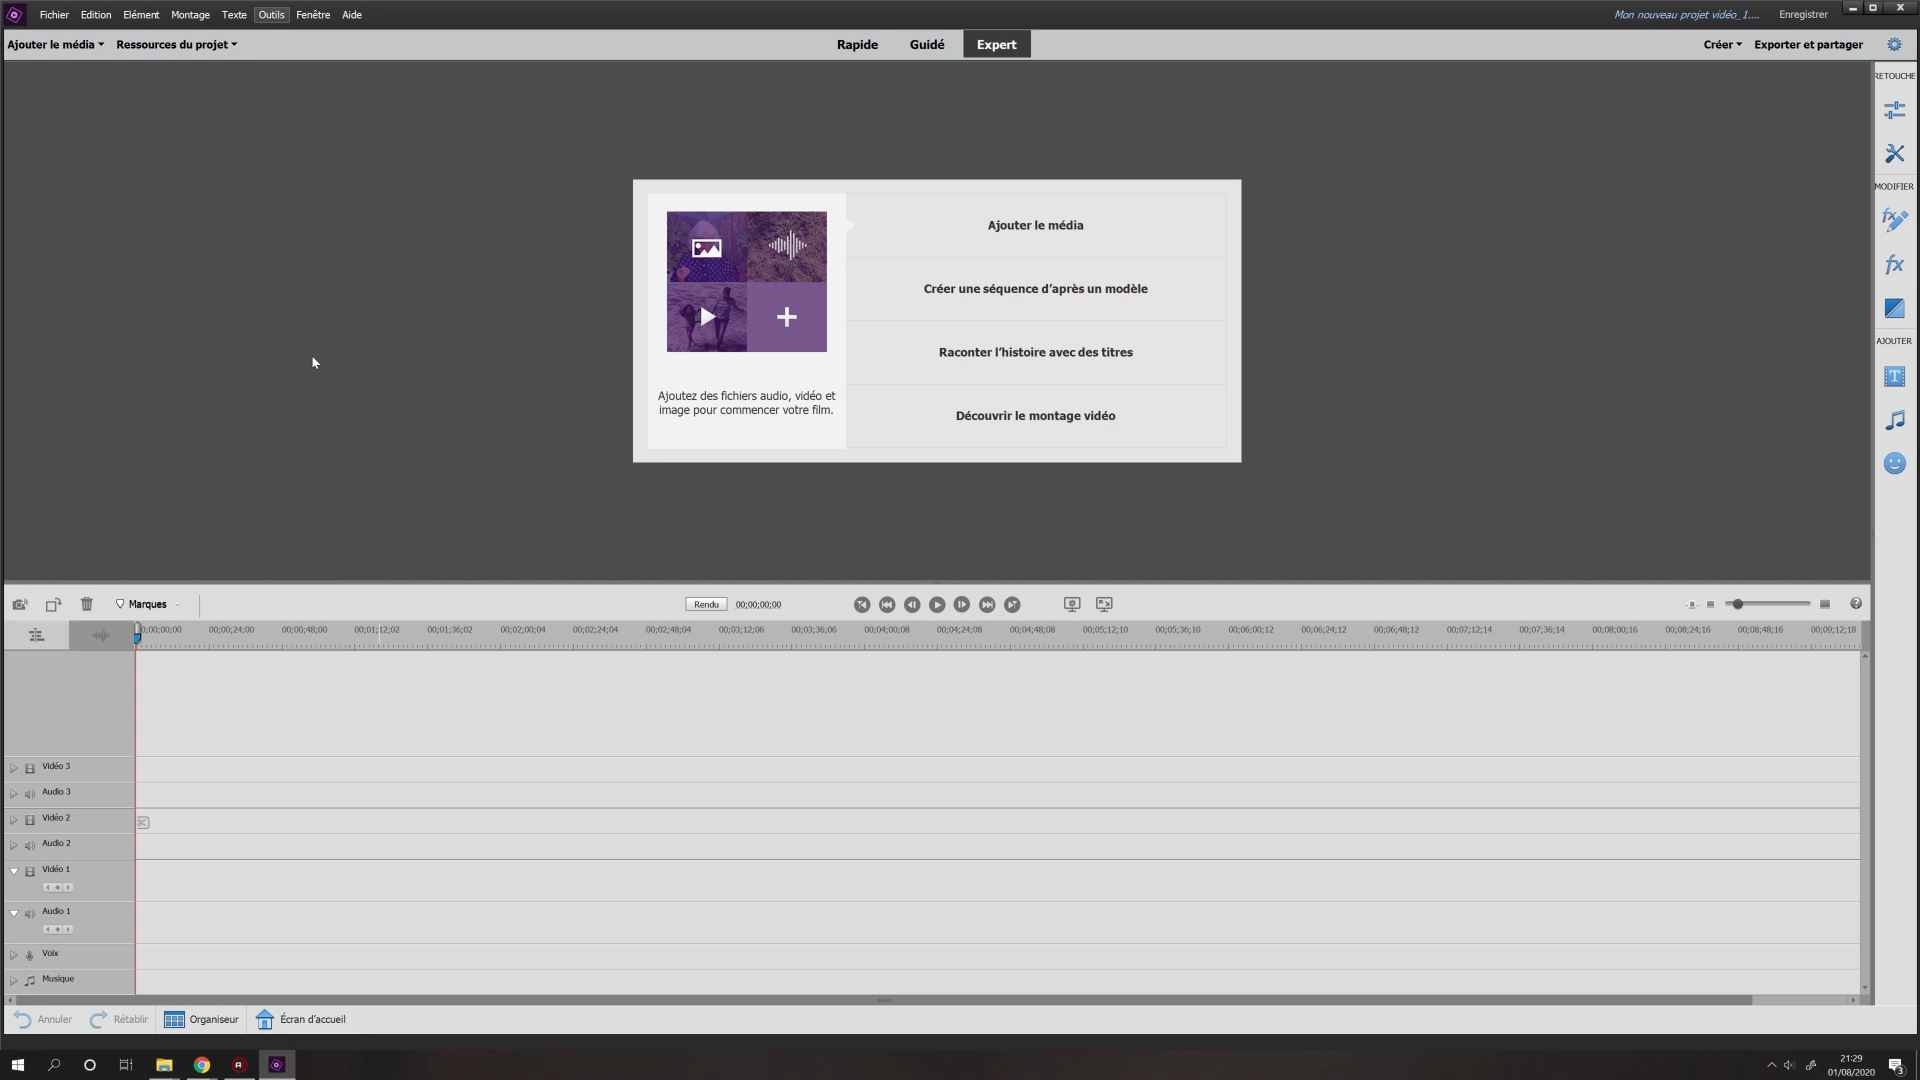 Fichier Edition Elément Montage Texte Outils Fenêtre Aide
Mon nouveau projet vidéo_1.... Enregistrer
Ajouter le média Ressources du projet
Rapide Guidé Expert
Créer Exporter et partager
RETOUCHE
MODIFIER
AJOUTER
T
Ajouter le média
Créer une séquence d'après un modèle
Raconter l'histoire avec des titres
Découvrir le montage vidéo
Ajoutez des fichiers audio, vidéo et
image pour commencer votre film.
Marques Rendu 00;00;00;00
0;00;00;00 00;00;24;00 00;00;48;00 00;01;12;02 00;01;36;02 00;02;00;04 00;02;24;04 00;02;48;04 00;03;12;06 00;03;36;06 00;04;00;08 00;04;24;08 00;04;48;08 00;05;12;10 00;05;36;10 00;06;00;12 00;06;24;12 00;06;48;12 00;07;12;14 00;07;36;14 00;08;00;16 00;08;24;16 00;08;48;16 00;09;12;18
Vidéo 3
Audio 3
Vidéo 2
Audio 2
Vidéo 1
Audio 1
Voix
Musique
Annuler Rétablir Organiseur Écran d'accueil
21:29
01/08/2020
3